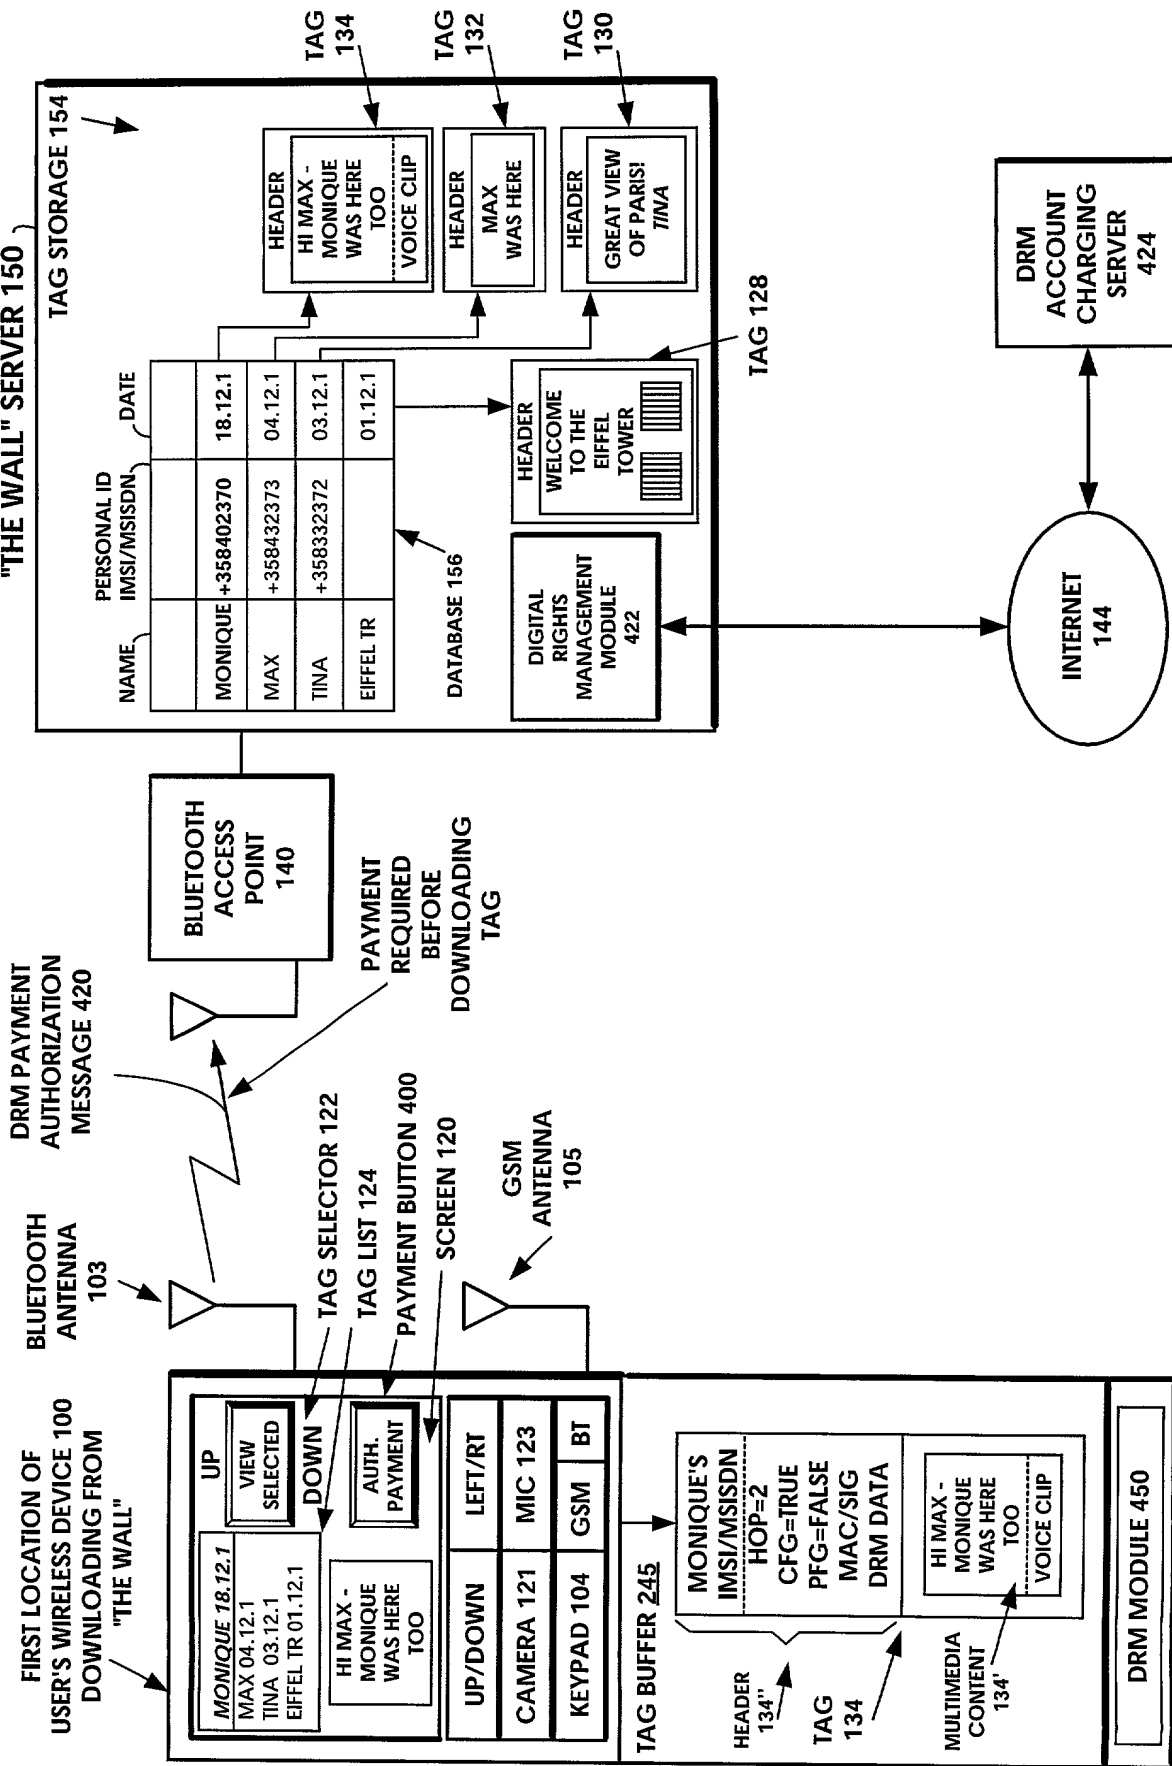 "THE WALL" SERVER 150
TAG STORAGE 154
NAME
PERSONAL ID
IMSI/MSISDN
DATE
MONIQUE +358402370 18.12.1
MAX +358432373 04.12.1
TINA +358332372 03.12.1
EIFFEL TR 01.12.1
DATABASE 156
HEADER
HI MAX -
MONIQUE
WAS HERE
TOO
VOICE CLIP
TAG
134
HEADER
MAX
WAS HERE
TAG
132
HEADER
GREAT VIEW
OF PARIS!
TINA
TAG
130
HEADER
WELCOME
TO THE
EIFFEL
TOWER
TAG 128
DIGITAL
RIGHTS
MANAGEMENT
MODULE
422
INTERNET
144
DRM
ACCOUNT
CHARGING
SERVER
424
BLUETOOTH
ACCESS
POINT
140
DRM PAYMENT
AUTHORIZATION
MESSAGE 420
PAYMENT
REQUIRED
BEFORE
DOWNLOADING
TAG
FIRST LOCATION OF
USER'S WIRELESS DEVICE 100
DOWNLOADING FROM
"THE WALL"
BLUETOOTH
ANTENNA
103
MONIQUE 18.12.1
MAX 04.12.1
TINA 03.12.1
EIFFEL TR 01.12.1
UP
VIEW
SELECTED
DOWN
HI MAX -
MONIQUE
WAS HERE
TOO
AUTH.
PAYMENT
TAG SELECTOR 122
TAG LIST 124
PAYMENT BUTTON 400
SCREEN 120
GSM
ANTENNA
105
UP/DOWN LEFT/RT
CAMERA 121 MIC 123
KEYPAD 104 GSM BT
TAG BUFFER 245
MONIQUE'S
IMSI/MSISDN
HOP=2
CFG=TRUE
PFG=FALSE
MAC/SIG
DRM DATA
HEADER
134''
TAG
134
HI MAX -
MONIQUE
WAS HERE
TOO
VOICE CLIP
MULTIMEDIA
CONTENT
134'
DRM MODULE 450